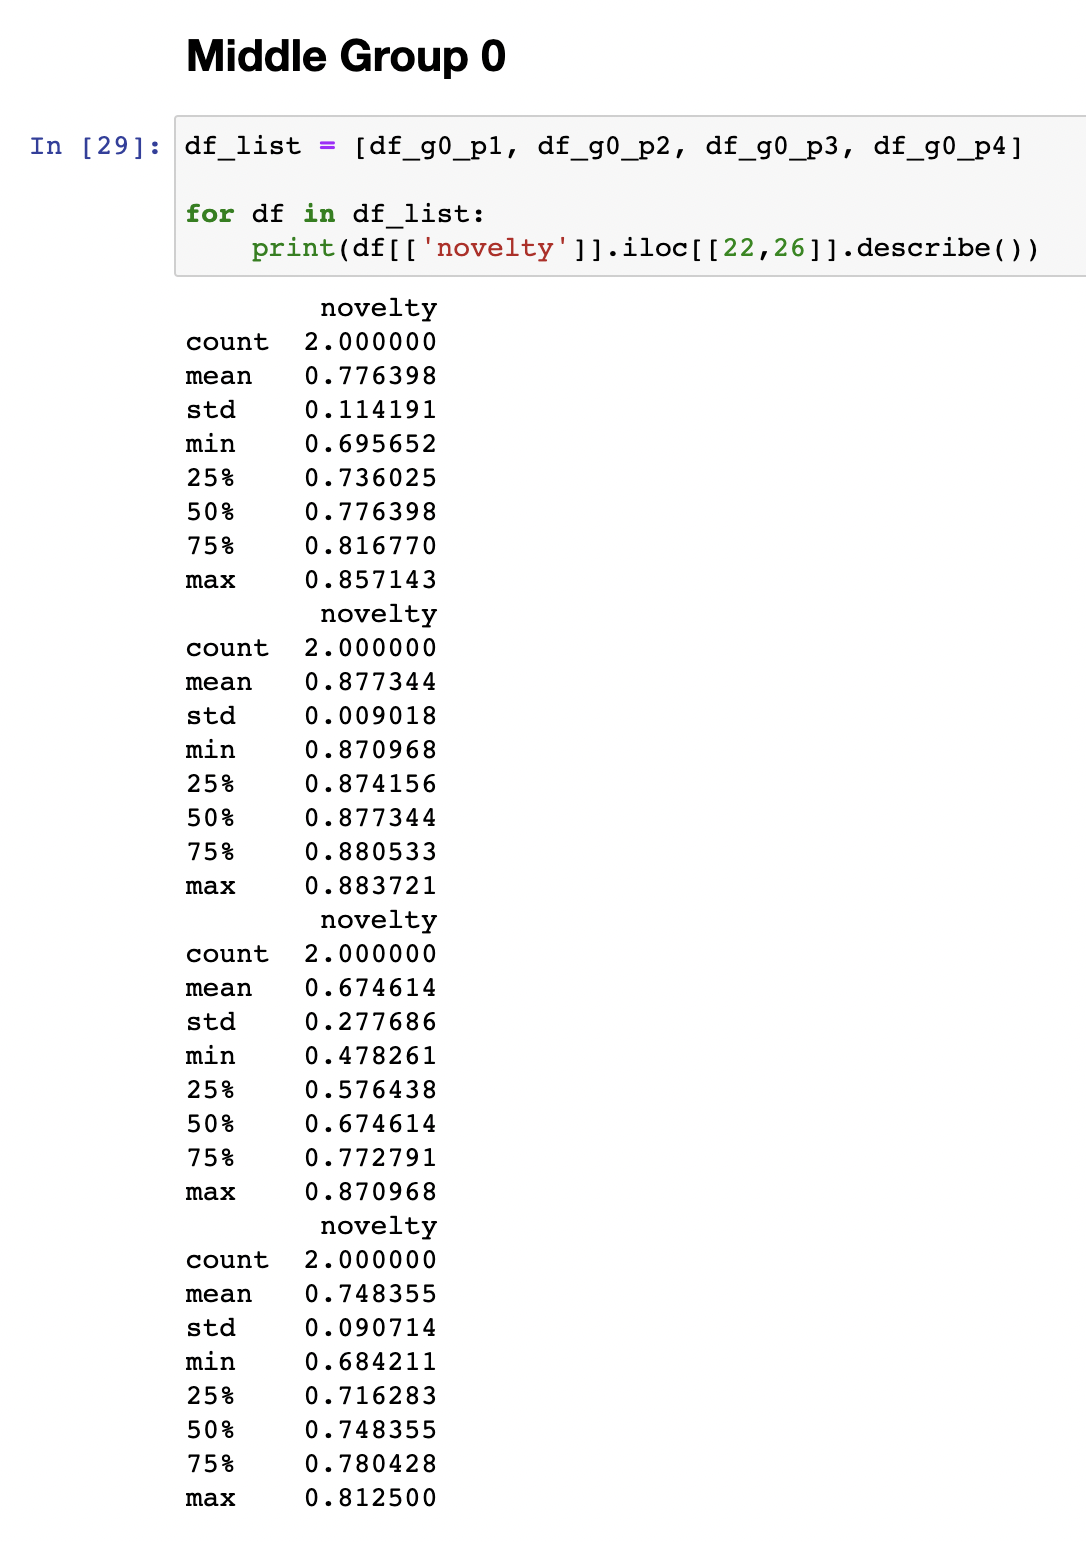 Middle Group 0
In [29]: df_list = [df_g0_p1, df_g0_p2, df_g0_p3, df_g0_p4]
for df in df_list:
    print(df[['novelty']].iloc[[22,26]].describe())
novelty
count 2.000000
mean 0.776398
std 0.114191
min 0.695652
25% 0.736025
50% 0.776398
75% 0.816770
max 0.857143
novelty
count 2.000000
mean 0.877344
std 0.009018
min 0.870968
25% 0.874156
50% 0.877344
75% 0.880533
max 0.883721
novelty
count 2.000000
mean 0.674614
std 0.277686
min 0.478261
25% 0.576438
50% 0.674614
75% 0.772791
max 0.870968
novelty
count 2.000000
mean 0.748355
std 0.090714
min 0.684211
25% 0.716283
50% 0.748355
75% 0.780428
max 0.812500